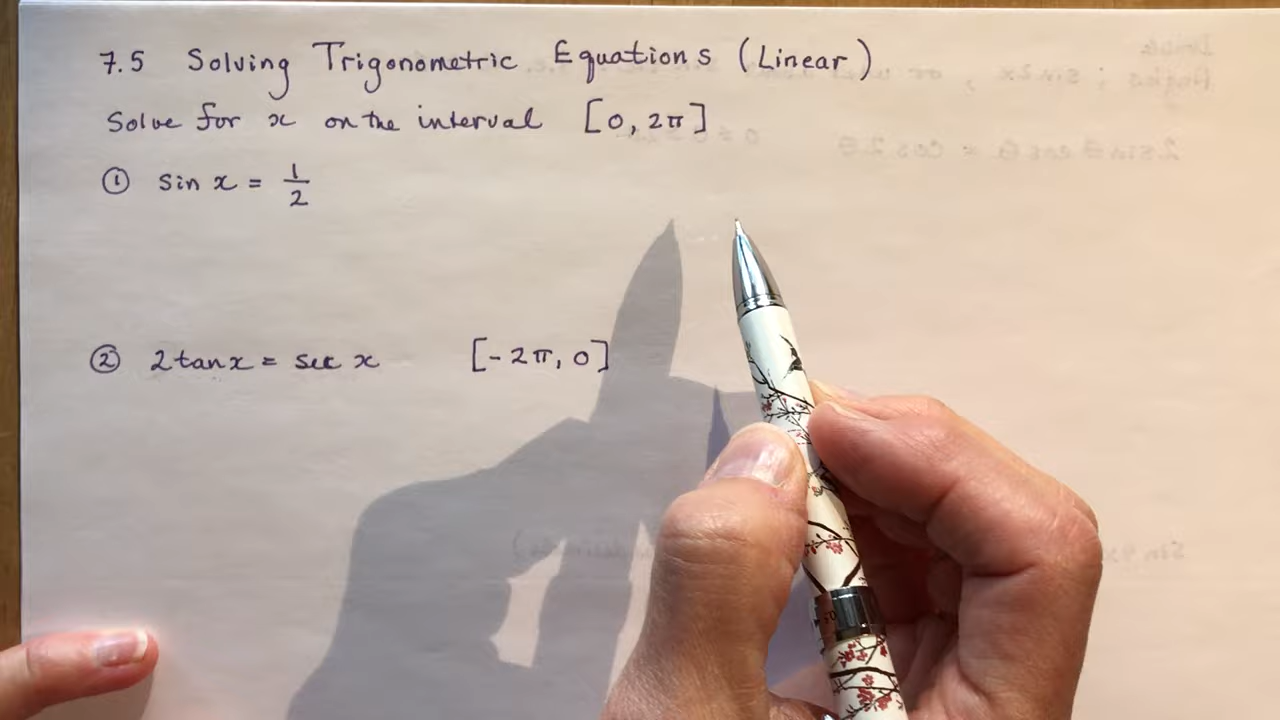 7.5 Solving Trigonometric Equations (Linear)
Solve for x on the interval [0, 2π]
① sin x = 1/2
② 2tanx = sec x [-2π, 0]